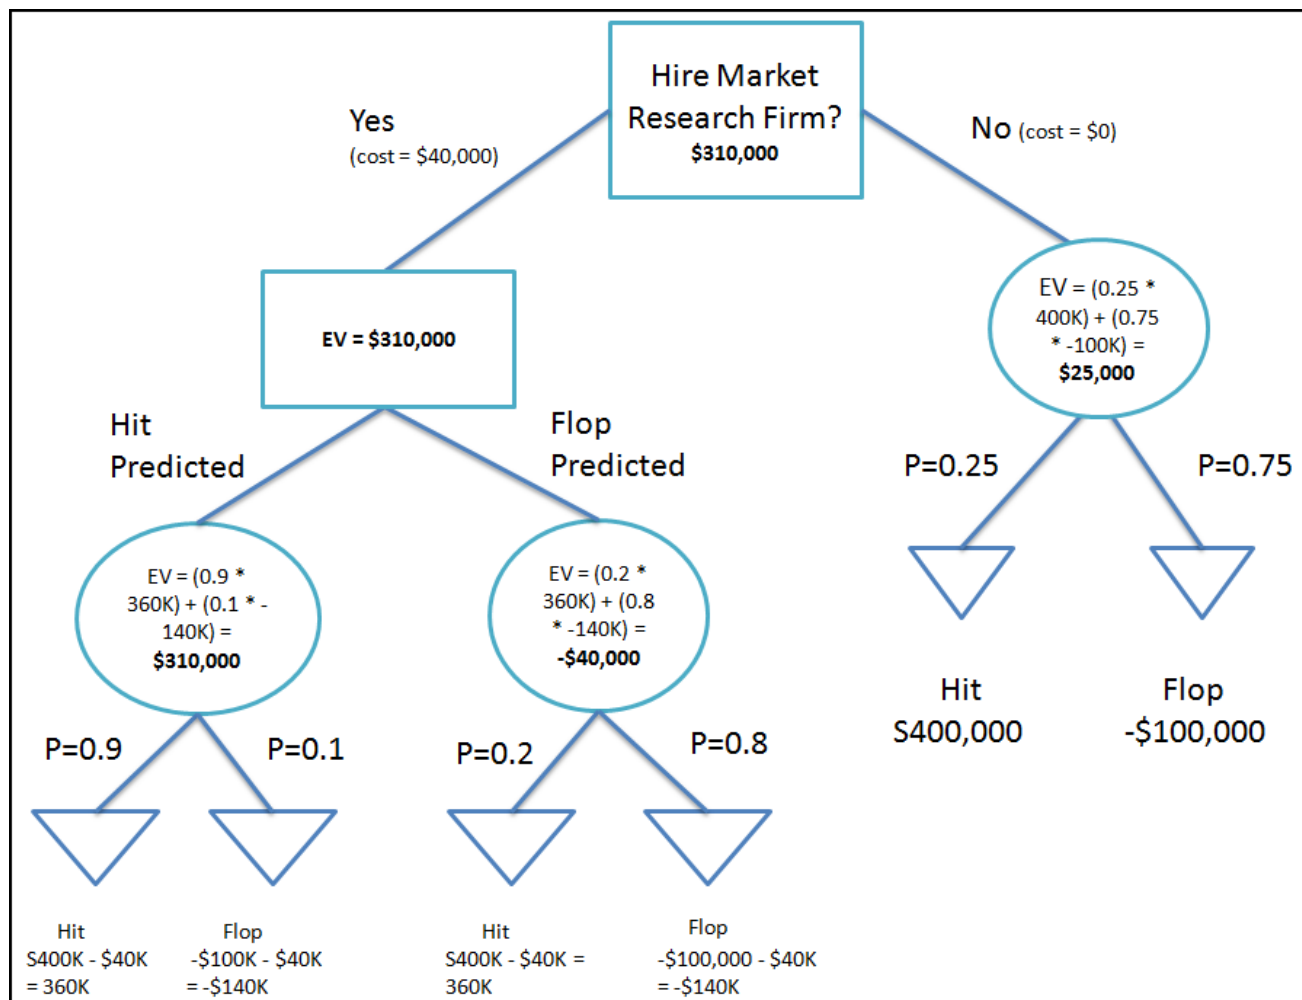 Hire Market
Research Firm?
$310,000
Yes
(cost = $40,000)
No (cost = $0)
EV = $310,000
EV = (0.25 *
400K) + (0.75
* -100K) =
$25,000
Hit
Predicted
Flop
Predicted
P=0.25
P=0.75
EV = (0.9 *
360K) + (0.1 * -
140K) =
$310,000
EV = (0.2 *
360K) + (0.8
* -140K) =
-$40,000
Hit
S400,000
Flop
-$100,000
P=0.9
P=0.1
P=0.2
P=0.8
Hit
S400K - $40K
= 360K
Flop
-$100K - $40K
= -$140K
Hit
S400K - $40K =
360K
Flop
-$100,000 - $40K
= -$140K